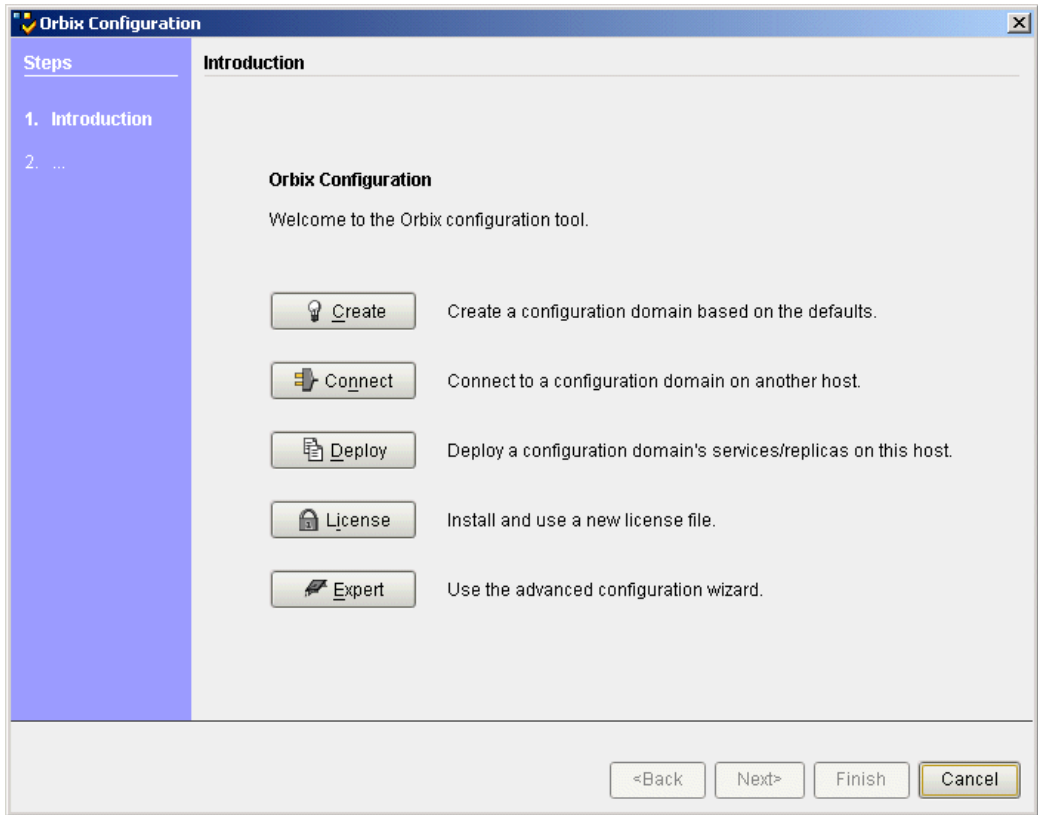 Orbix Configuration
Steps
Introduction
1. Introduction
2. ...
Orbix Configuration
Welcome to the Orbix configuration tool.
Create
Create a configuration domain based on the defaults.
Connect
Connect to a configuration domain on another host.
Deploy
Deploy a configuration domain's services/replicas on this host.
License
Install and use a new license file.
Expert
Use the advanced configuration wizard.
<Back
Next>
Finish
Cancel